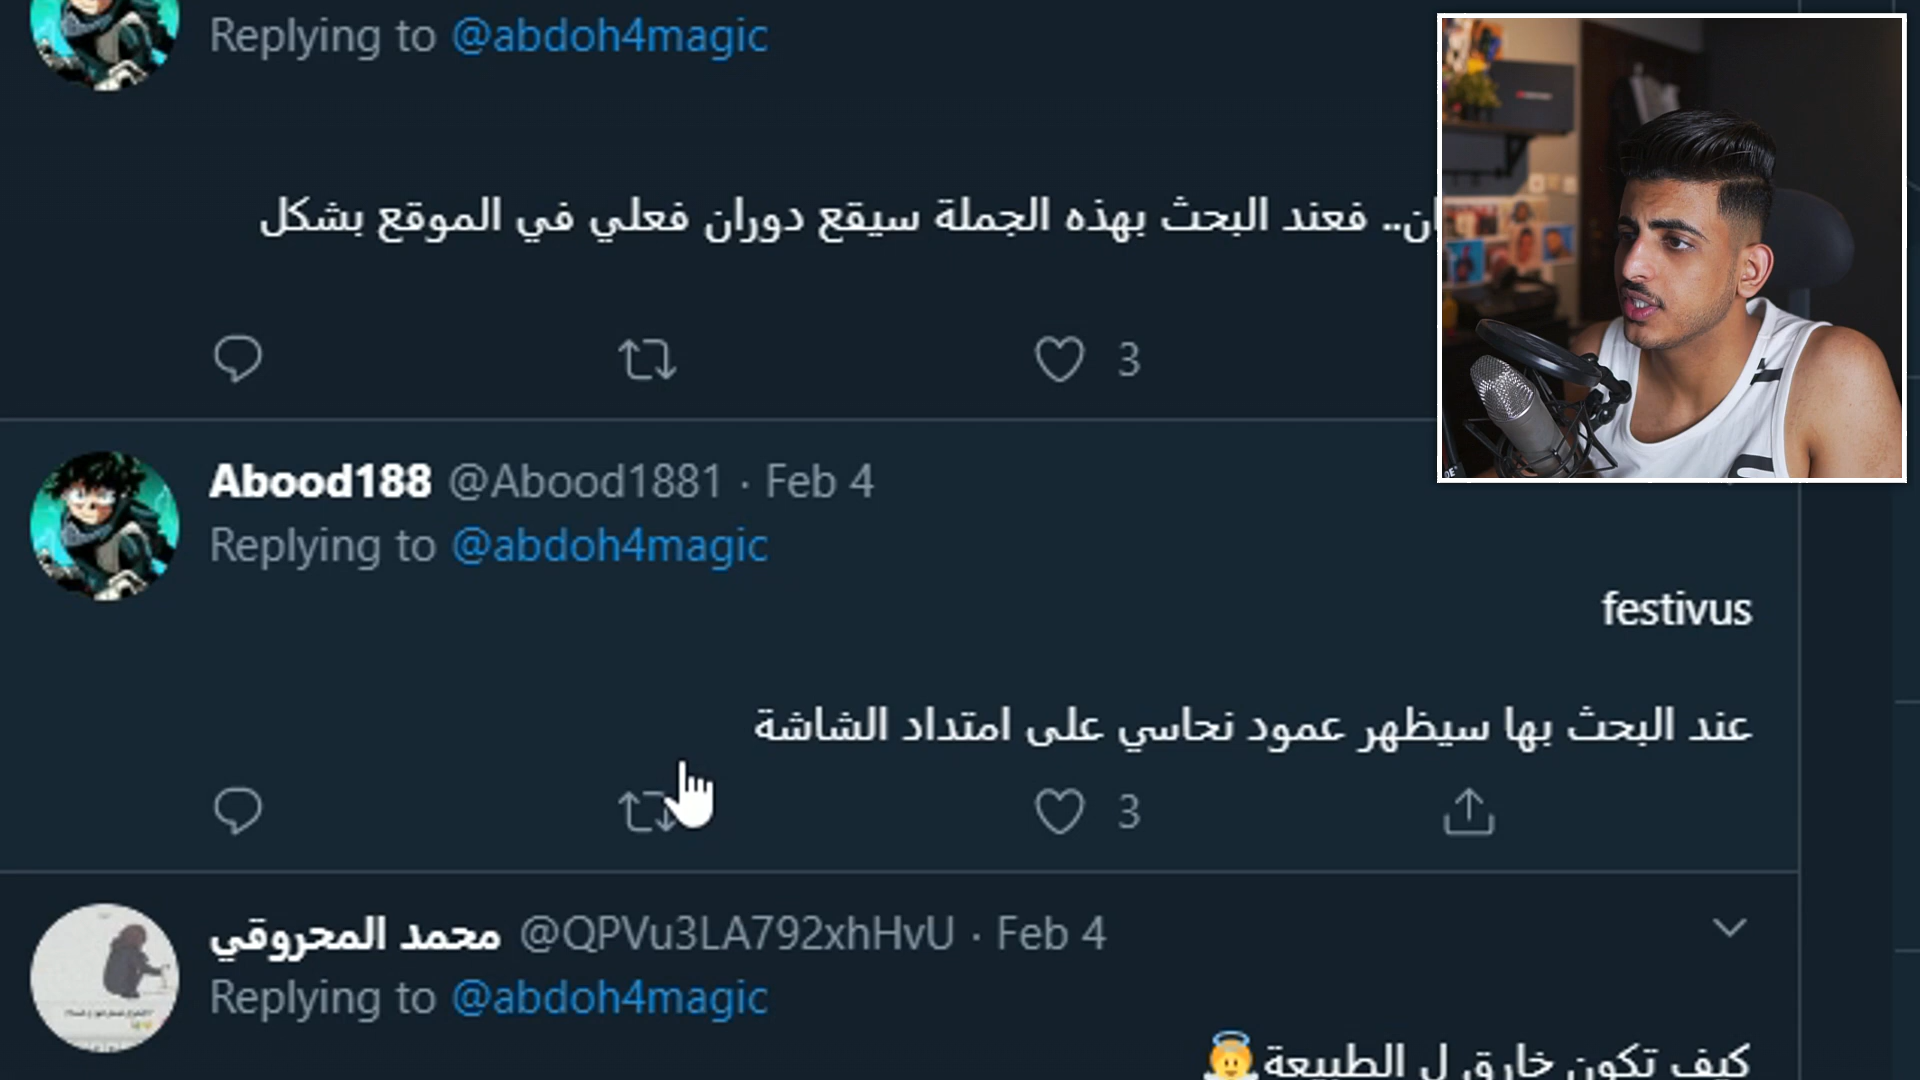 Replying to @abdoh4magic
ان.. فعند البحث بهذه الجملة سيقع دوران فعلي في الموقع بشكل
3
Abood188 @Abood1881 · Feb 4
Replying to @abdoh4magic
festivus
عند البحث بها سيظهر عمود نحاسي على امتداد الشاشة
3
محمد المحروقي @QPVu3LA792xhHvU · Feb 4
Replying to @abdoh4magic
كيف تكون خارق ل الطبيعة😇